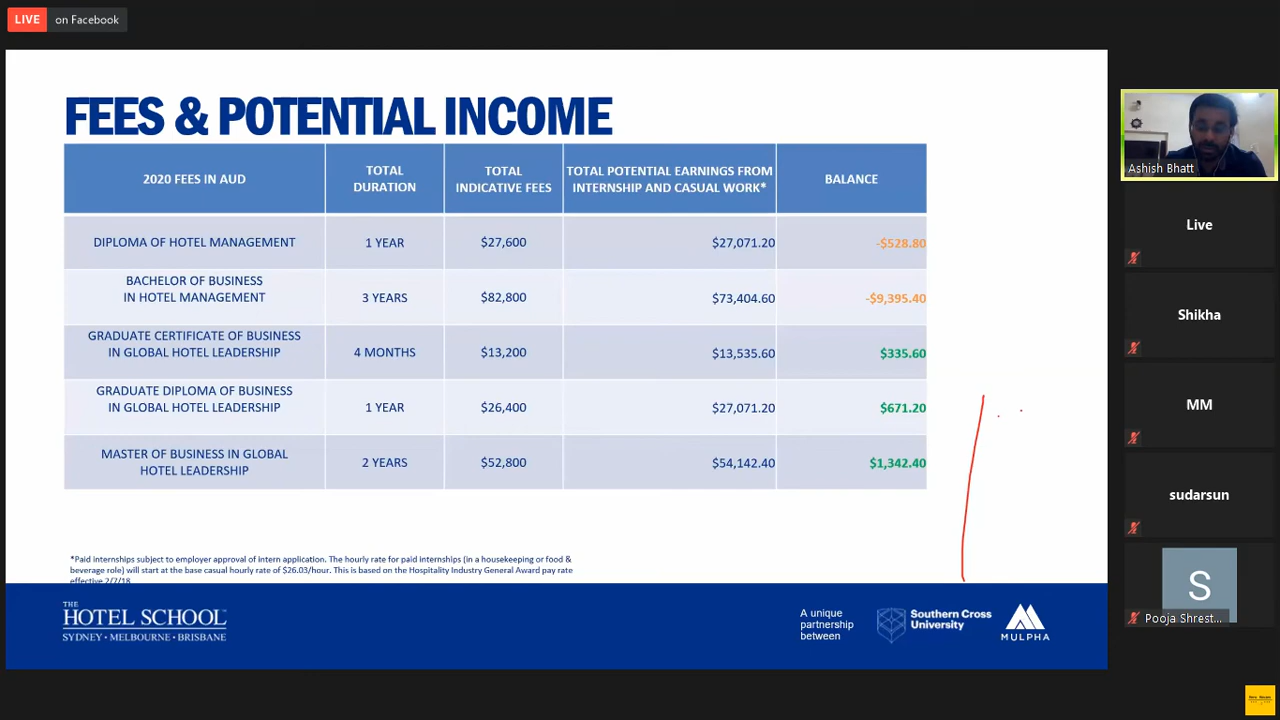 LIVE on Facebook
FEES & POTENTIAL INCOME
2020 FEES IN AUD
TOTAL
DURATION
TOTAL
INDICATIVE FEES
TOTAL POTENTIAL EARNINGS FROM
INTERNSHIP AND CASUAL WORK*
BALANCE
DIPLOMA OF HOTEL MANAGEMENT 1 YEAR $27,600 $27,071.20 -$528.80
BACHELOR OF BUSINESS
IN HOTEL MANAGEMENT
3 YEARS $82,800 $73,404.60 -$9,395.40
GRADUATE CERTIFICATE OF BUSINESS
IN GLOBAL HOTEL LEADERSHIP
4 MONTHS $13,200 $13,535.60 $335.60
GRADUATE DIPLOMA OF BUSINESS
IN GLOBAL HOTEL LEADERSHIP
1 YEAR $26,400 $27,071.20 $671.20
MASTER OF BUSINESS IN GLOBAL
HOTEL LEADERSHIP
2 YEARS $52,800 $54,142.40 $1,342.40
*Paid internships subject to employer approval of intern application. The hourly rate for paid internships (in a housekeeping or food &
beverage role) will start at the base casual hourly rate of $26.03/hour. This is based on the Hospitality Industry General Award pay rate
effective 2/7/18.
THE
HOTEL SCHOOL
SYDNEY • MELBOURNE • BRISBANE
A unique
partnership
between
Southern Cross
University
MULPHA
Ashish Bhatt
Live
Shikha
MM
sudarsun
S
Pooja Shrest...